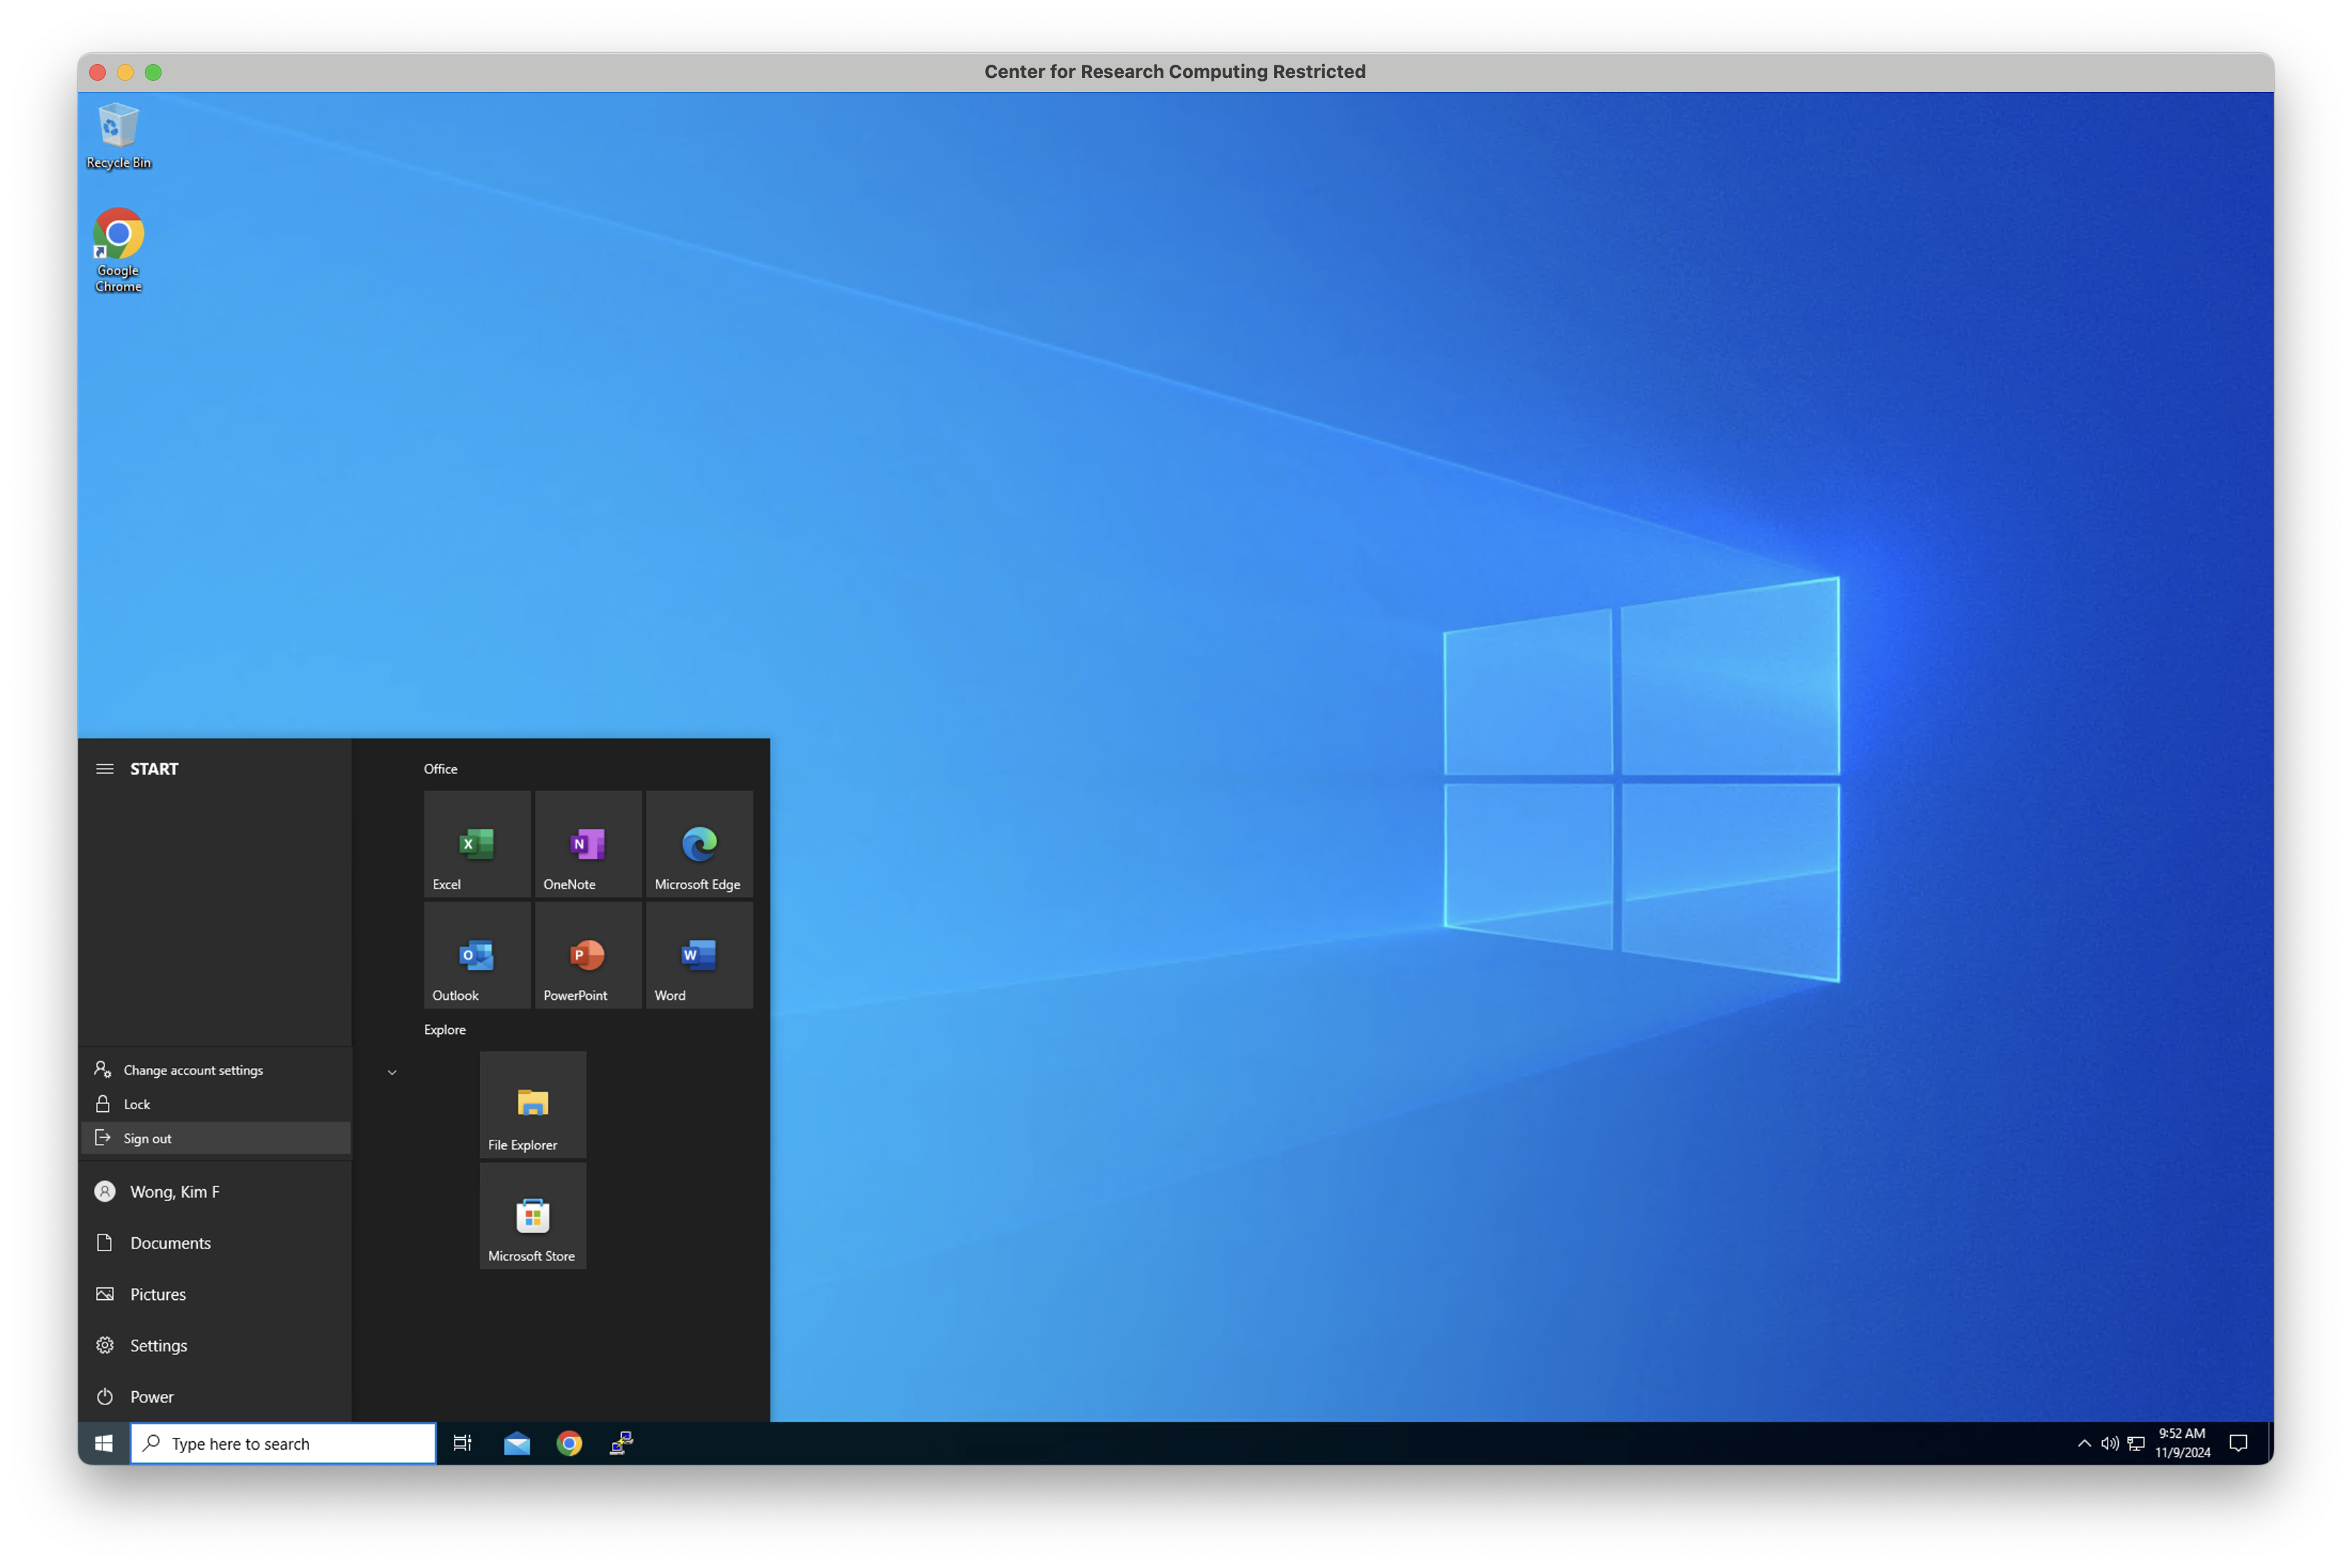 Center for Research Computing Restricted
Recycle Bin
Google
Chrome
START
Office
Excel
OneNote
Microsoft Edge
Outlook
PowerPoint
Word
Explore
File Explorer
Microsoft Store
Change account settings
Lock
Sign out
Wong, Kim F
Documents
Pictures
Settings
Power
Type here to search
9:52 AM
11/9/2024